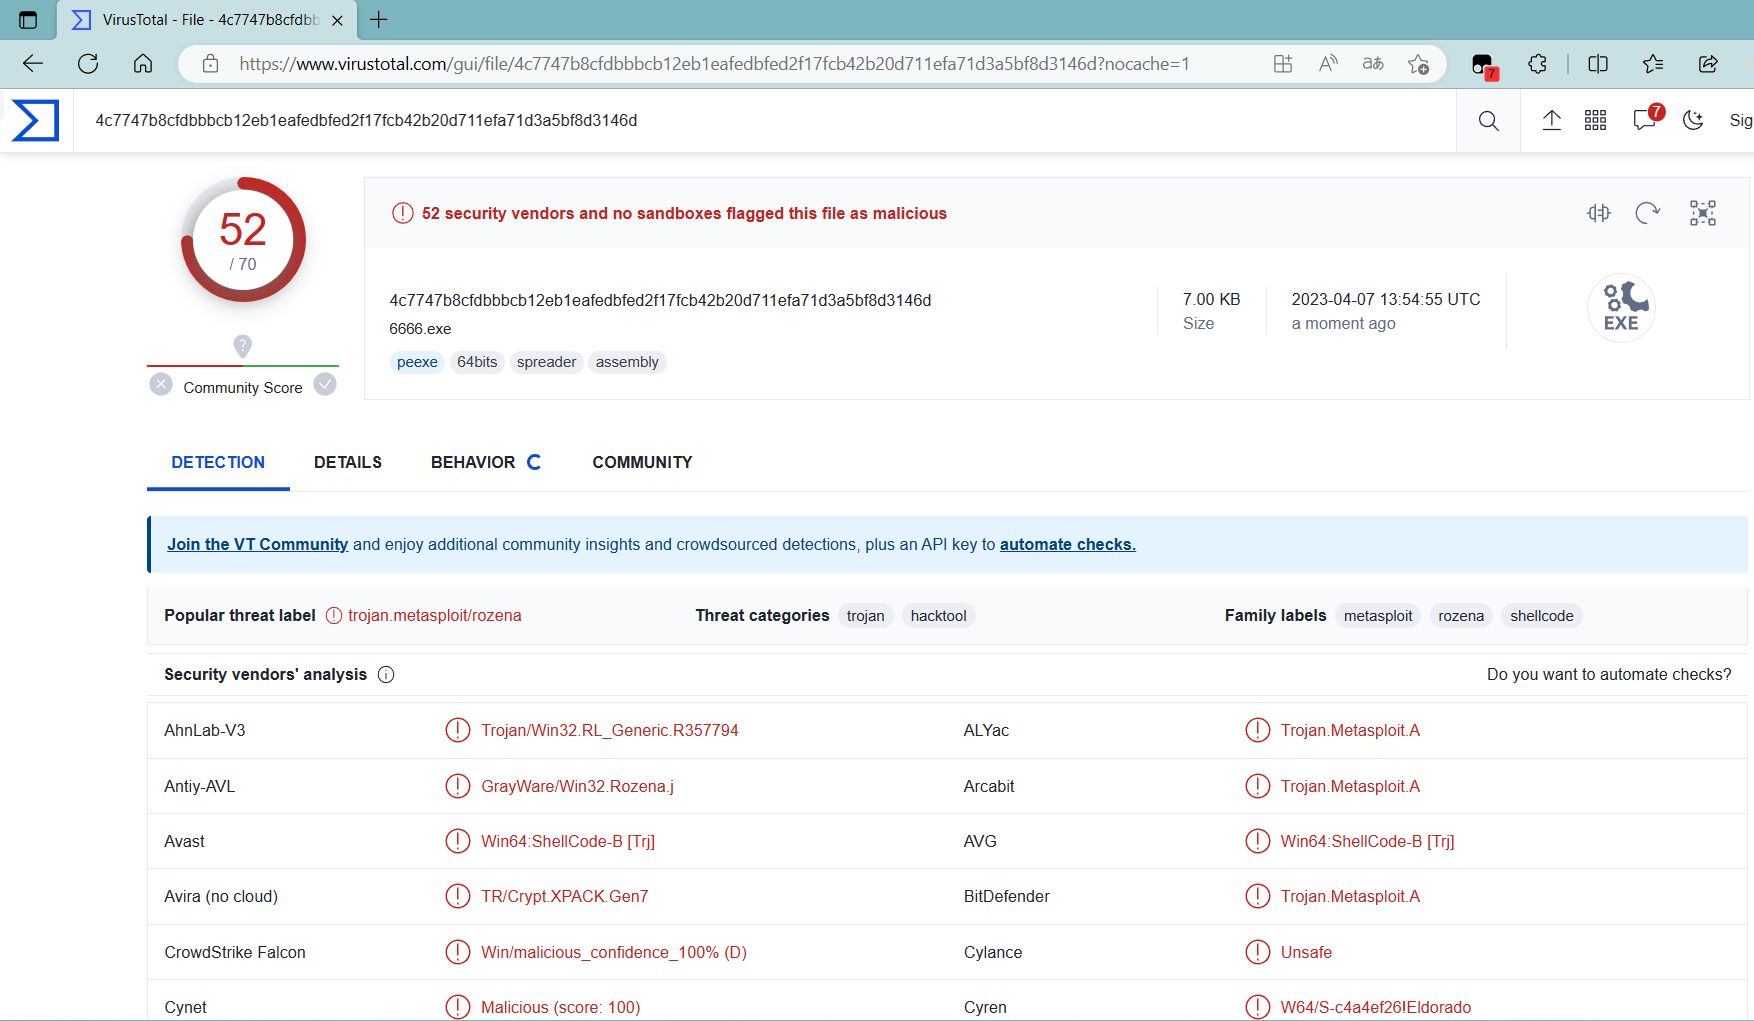 VirusTotal - File - 4c7747b8cfdbb
https://www.virustotal.com/gui/file/4c7747b8cfdbbbcb12eb1eafedbfed2f17fcb42b20d711efa71d3a5bf8d3146d?nocache=1
7
4c7747b8cfdbbbcb12eb1eafedbfed2f17fcb42b20d711efa71d3a5bf8d3146d
7
Sig
52
/ 70
Community Score
52 security vendors and no sandboxes flagged this file as malicious
4c7747b8cfdbbbcb12eb1eafedbfed2f17fcb42b20d711efa71d3a5bf8d3146d
6666.exe
peexe 64bits spreader assembly
7.00 KB
Size
2023-04-07 13:54:55 UTC
a moment ago
EXE
DETECTION DETAILS BEHAVIOR COMMUNITY
Join the VT Community and enjoy additional community insights and crowdsourced detections, plus an API key to automate checks.
Popular threat label trojan.metasploit/rozena Threat categories trojan hacktool Family labels metasploit rozena shellcode
Security vendors' analysis Do you want to automate checks?
AhnLab-V3 Trojan/Win32.RL_Generic.R357794 ALYac Trojan.Metasploit.A
Antiy-AVL GrayWare/Win32.Rozena.j Arcabit Trojan.Metasploit.A
Avast Win64:ShellCode-B [Trj] AVG Win64:ShellCode-B [Trj]
Avira (no cloud) TR/Crypt.XPACK.Gen7 BitDefender Trojan.Metasploit.A
CrowdStrike Falcon Win/malicious_confidence_100% (D) Cylance Unsafe
Cynet Malicious (score: 100) Cyren W64/S-c4a4ef26!Eldorado